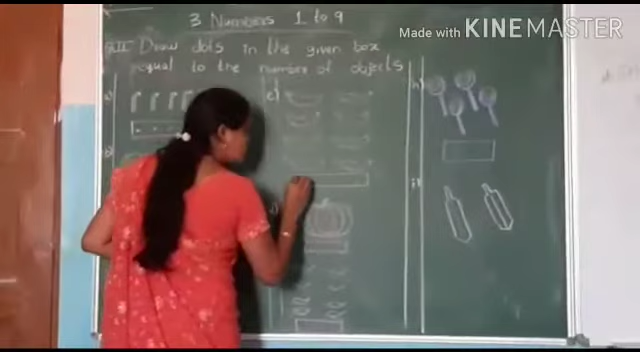 Made with KINEMASTER
3 Numbers 1 to 9
Draw dots in the given box
equal to the number of objects
a)
e)
h)
b)
i)